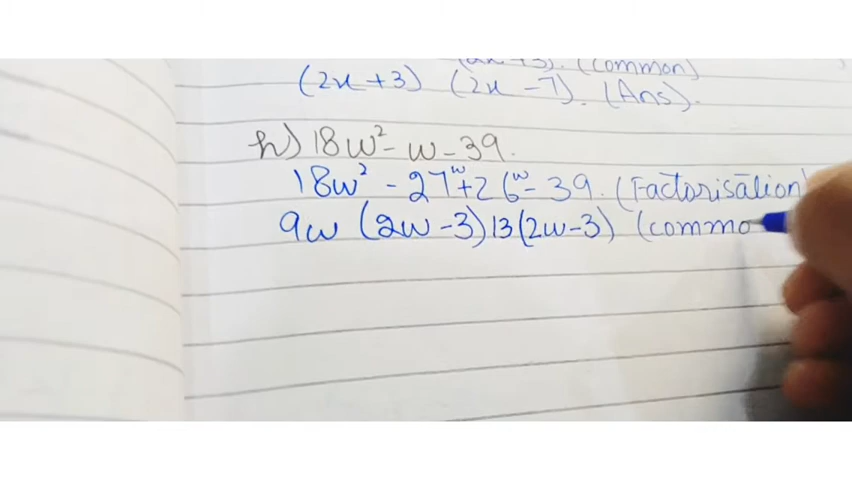 (common)
(2x + 3) (2x - 7). (Ans).
h) 18w² - w - 39.
18w² - 27w + 26w - 39. (Factorisation)
9w (2w - 3) 13 (2w - 3) (commo